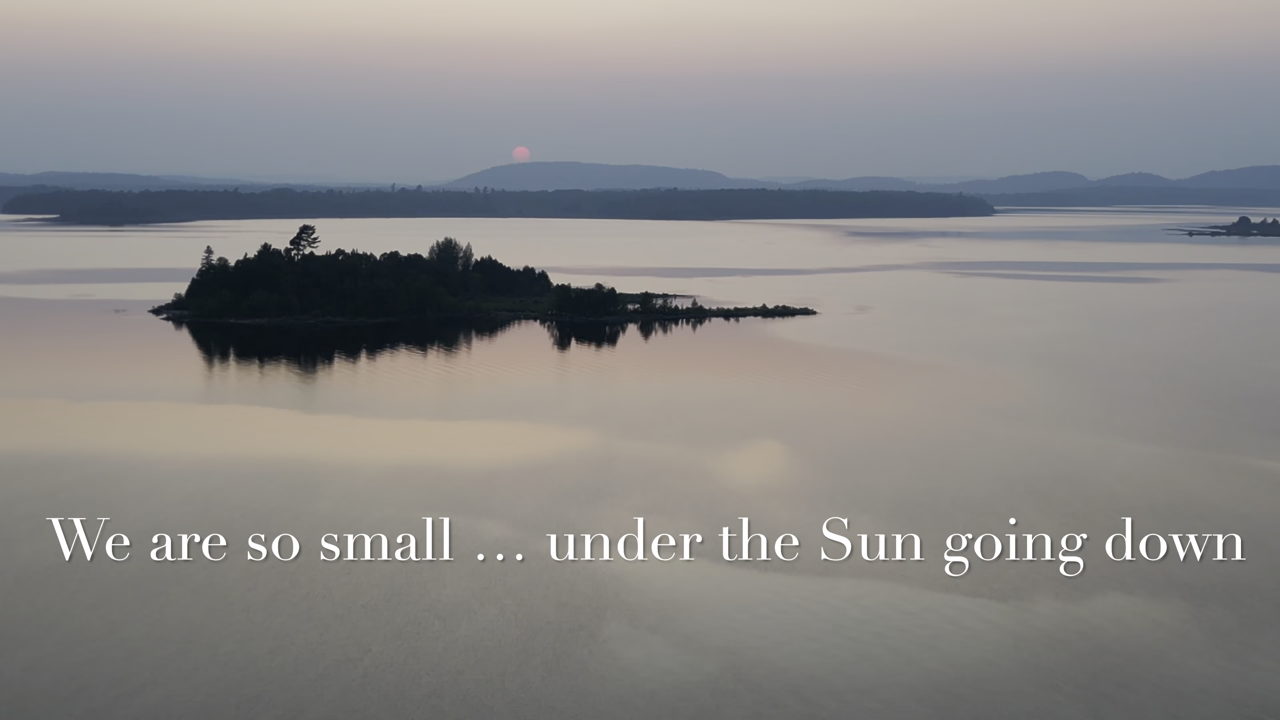 We are so small … under the Sun going down